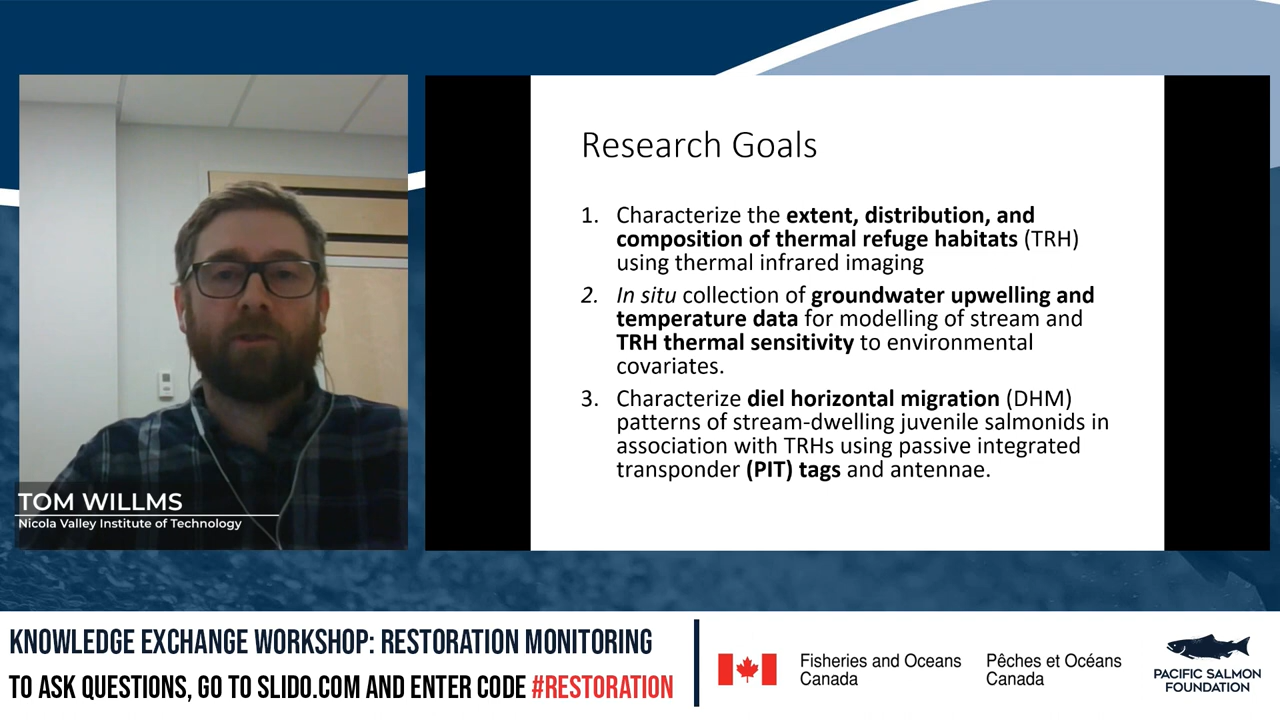 Research Goals
1. Characterize the extent, distribution, and
composition of thermal refuge habitats (TRH)
using thermal infrared imaging
2. In situ collection of groundwater upwelling and
temperature data for modelling of stream and
TRH thermal sensitivity to environmental
covariates.
3. Characterize diel horizontal migration (DHM)
patterns of stream-dwelling juvenile salmonids in
association with TRHs using passive integrated
transponder (PIT) tags and antennae.
TOM WILLMS
Nicola Valley Institute of Technology
KNOWLEDGE EXCHANGE WORKSHOP: RESTORATION MONITORING
TO ASK QUESTIONS, GO TO SLIDO.COM AND ENTER CODE #RESTORATION
Fisheries and Oceans
Canada
Pêches et Océans
Canada
PACIFIC SALMON
FOUNDATION